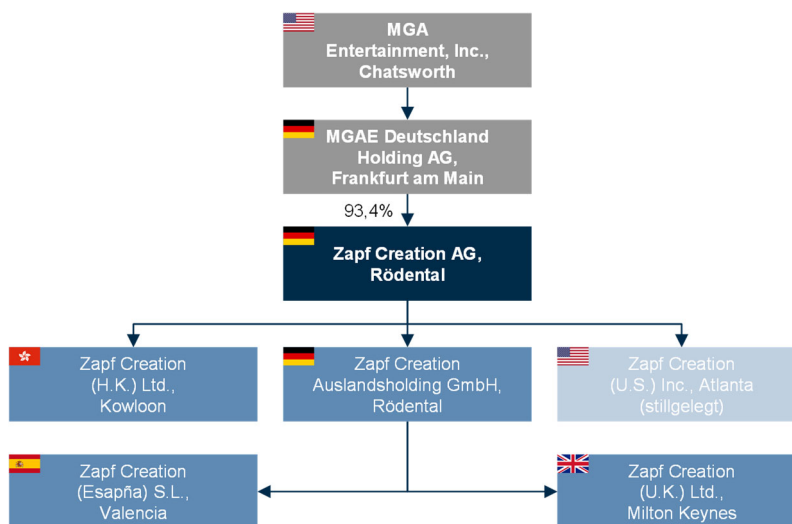 MGA
Entertainment, Inc.,
Chatsworth
MGAE Deutschland
Holding AG,
Frankfurt am Main
93,4%
Zapf Creation AG,
Rödental
Zapf Creation
(H.K.) Ltd.,
Kowloon
Zapf Creation
Auslandsholding GmbH,
Rödental
Zapf Creation
(U.S.) Inc., Atlanta
(stillgelegt)
Zapf Creation
(Esapña) S.L.,
Valencia
Zapf Creation
(U.K.) Ltd.,
Milton Keynes